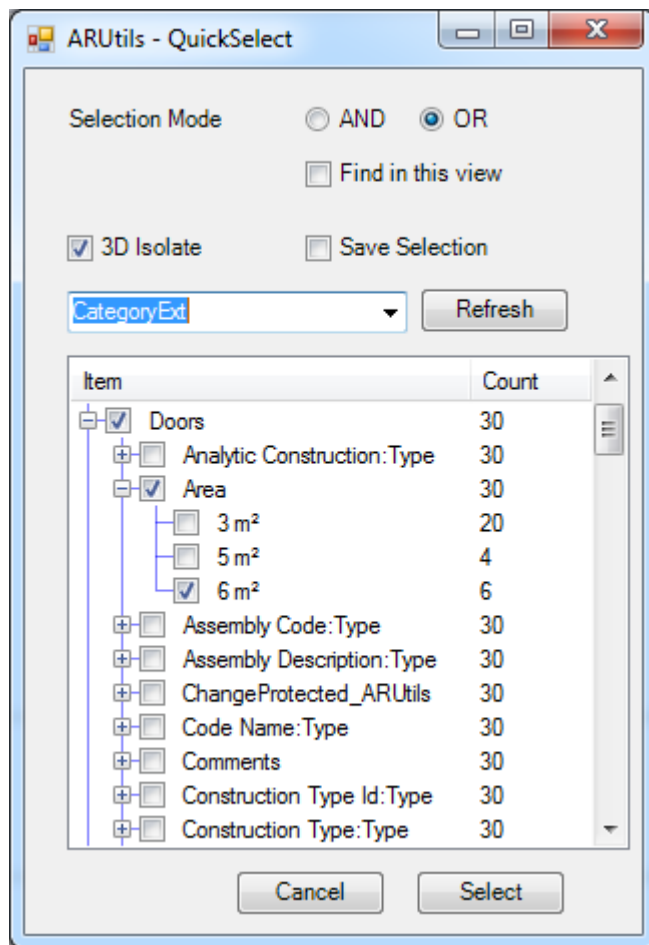 ARUtils - QuickSelect
Selection Mode AND OR
Find in this view
3D Isolate Save Selection
CategoryExt Refresh
Item Count
Doors 30
Analytic Construction:Type 30
Area 30
3 m² 20
5 m² 4
6 m² 6
Assembly Code:Type 30
Assembly Description:Type 30
ChangeProtected_ARUtils 30
Code Name:Type 30
Comments 30
Construction Type Id:Type 30
Construction Type:Type 30
Cancel Select